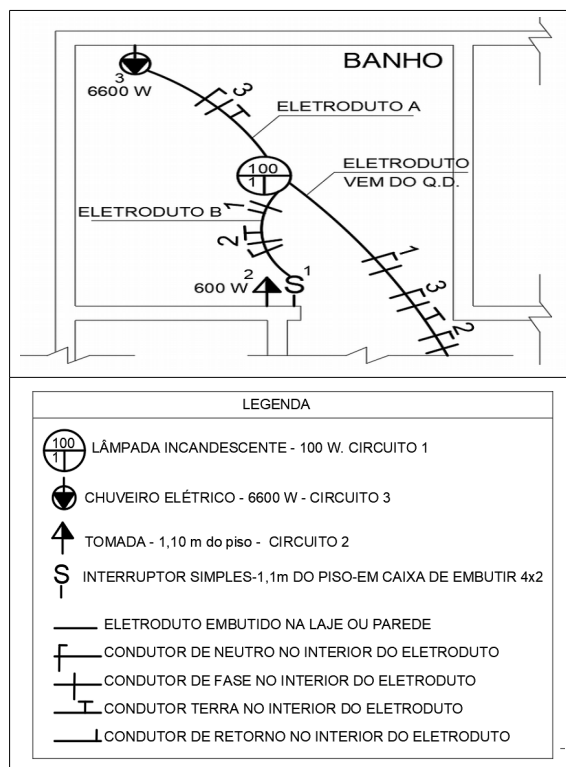 BANHO
3
6600 W
3
ELETRODUTO A
100
1
ELETRODUTO
VEM DO Q.D.
1
ELETRODUTO B
2
2
600 W
S
1
1
3
2
LEGENDA
100
1
LÂMPADA INCANDESCENTE - 100 W. CIRCUITO 1
CHUVEIRO ELÉTRICO - 6600 W - CIRCUITO 3
TOMADA - 1,10 m do piso - CIRCUITO 2
S
INTERRUPTOR SIMPLES-1,1m DO PISO-EM CAIXA DE EMBUTIR 4x2
ELETRODUTO EMBUTIDO NA LAJE OU PAREDE
CONDUTOR DE NEUTRO NO INTERIOR DO ELETRODUTO
CONDUTOR DE FASE NO INTERIOR DO ELETRODUTO
CONDUTOR TERRA NO INTERIOR DO ELETRODUTO
CONDUTOR DE RETORNO NO INTERIOR DO ELETRODUTO